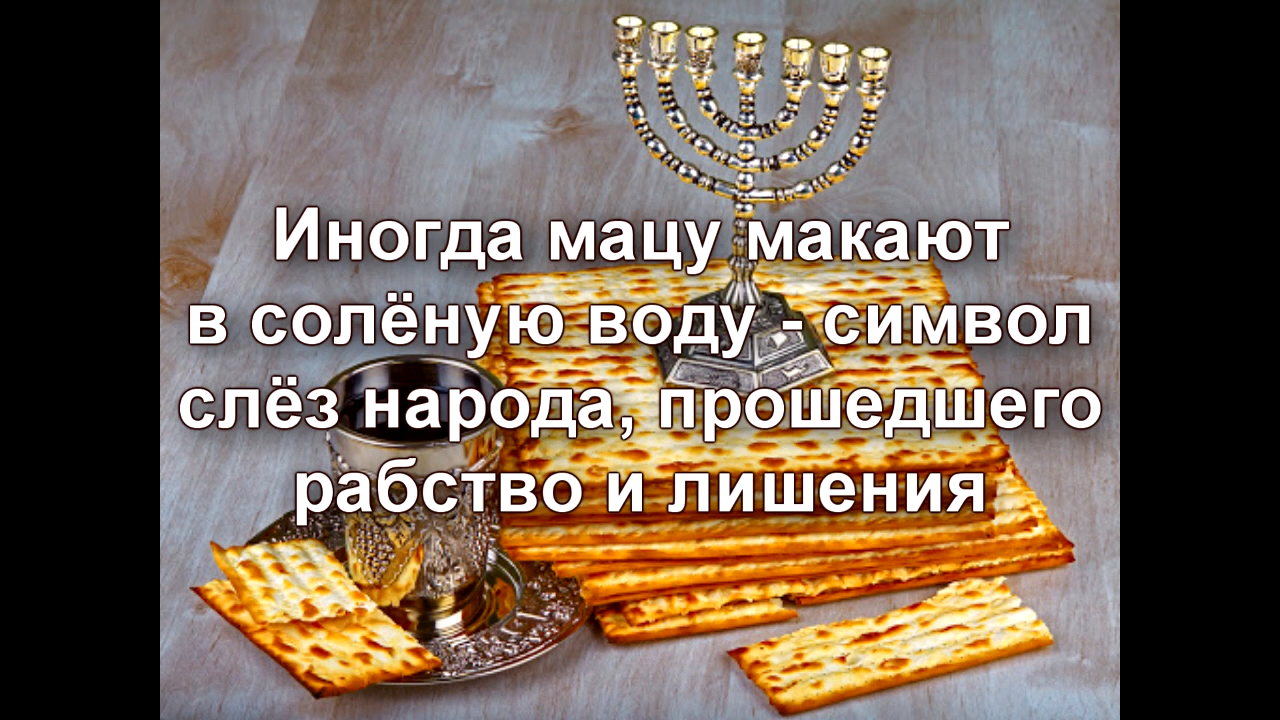 Иногда мацу макают
в солёную воду - символ
слёз народа, прошедшего
рабство и лишения